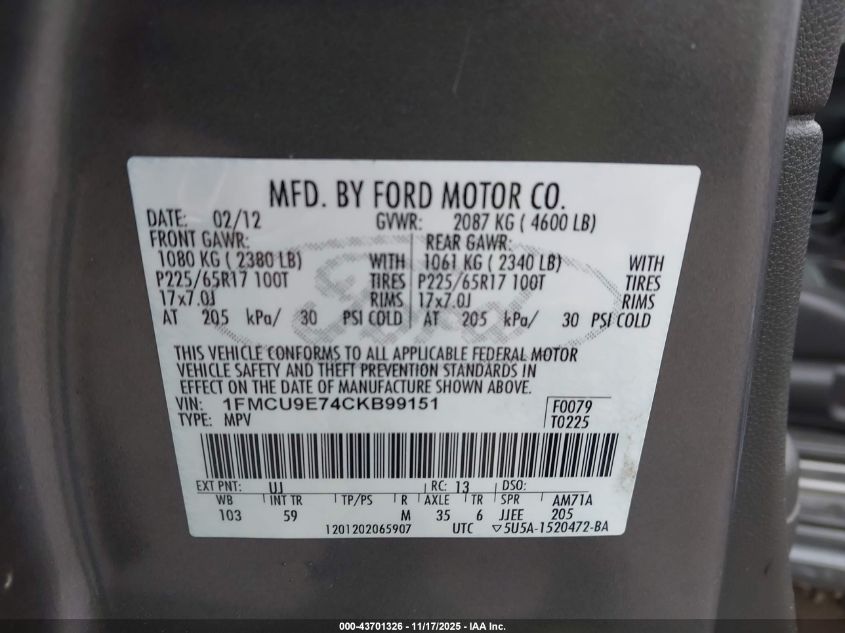 MFD. BY FORD MOTOR CO.
DATE: 02/12 GVWR: 2087 KG ( 4600 LB)
FRONT GAWR: REAR GAWR:
1080 KG ( 2380 LB) WITH 1061 KG ( 2340 LB) WITH
P225/65R17 100T TIRES P225/65R17 100T TIRES
17x7.0J RIMS 17x7.0J RIMS
AT 205 kPa/ 30 PSI COLD AT 205 kPa/ 30 PSI COLD
Ford
THIS VEHICLE CONFORMS TO ALL APPLICABLE FEDERAL MOTOR
VEHICLE SAFETY AND THEFT PREVENTION STANDARDS IN
EFFECT ON THE DATE OF MANUFACTURE SHOWN ABOVE.
VIN: 1FMCU9E74CKB99151 F0079
TYPE: MPV T0225
EXT PNT: UJ RC: 13 DSO:
WB INT TR TP/PS R AXLE TR SPR AM71A
103 59 M 35 6 JJEE 205
1201202065907 UTC ▽5U5A-1520472-BA
000-43701326 - 11/17/2025 - IAA Inc.